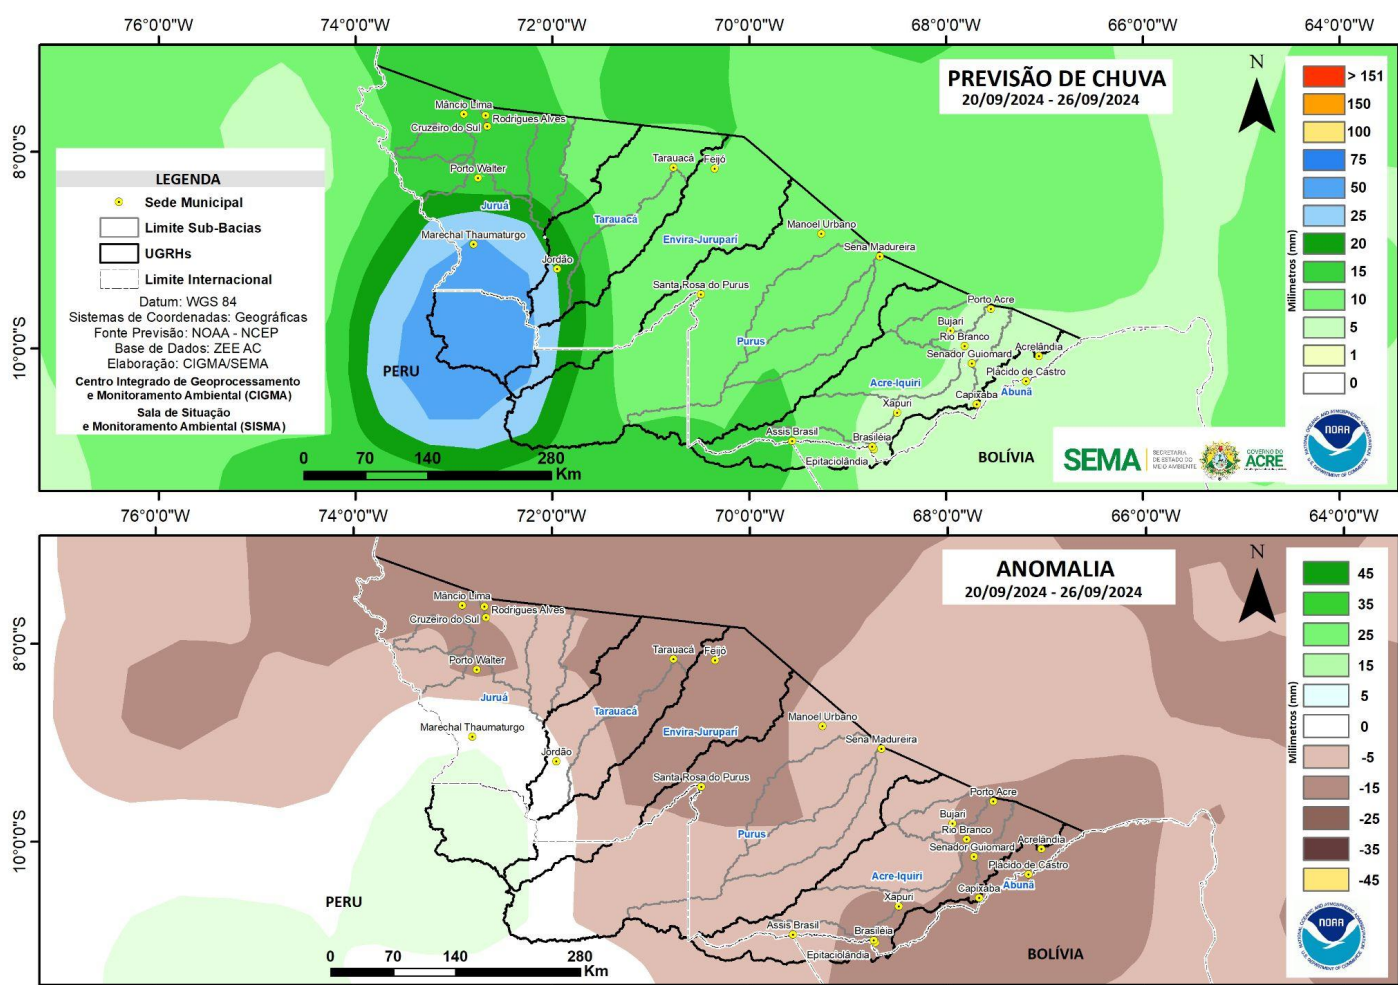 76°0'0"W 74°0'0"W 72°0'0"W 70°0'0"W 68°0'0"W 66°0'0"W 64°0'0"W
8°0'0"S
10°0'0"S
PREVISÃO DE CHUVA
20/09/2024 - 26/09/2024
N
LEGENDA
Sede Municipal
Limite Sub-Bacias
UGRHs
Limite Internacional
Datum: WGS 84
Sistemas de Coordenadas: Geográficas
Fonte Previsão: NOAA - NCEP
Base de Dados: ZEE AC
Elaboração: CIGMA/SEMA
Centro Integrado de Geoprocessamento
e Monitoramento Ambiental (CIGMA)
Sala de Situação
e Monitoramento Ambiental (SISMA)
Mâncio Lima
Rodrigues Alves
Cruzeiro do Sul
Porto Walter
Juruá
Marechal Thaumaturgo
Jordão
Tarauacá
Feijó
Tarauacá
Envira-Jurupari
Manoel Urbano
Sena Madureira
Santa Rosa do Purus
Purus
Porto Acre
Bujari
Rio Branco
Senador Guiomard
Acrelândia
Plácido de Castro
Abunã
Acre-Iquiri
Capixaba
Xapuri
Assis Brasil
Brasiléia
Epitaciolândia
PERU
BOLÍVIA
0 70 140 280
Km
Milímetros (mm)
> 151
150
100
75
50
25
20
15
10
5
1
0
SEMA
SECRETARIA
DE ESTADO DO
MEIO AMBIENTE
GOVERNO DO
ACRE
NOAA
76°0'0"W 74°0'0"W 72°0'0"W 70°0'0"W 68°0'0"W 66°0'0"W 64°0'0"W
8°0'0"S
10°0'0"S
ANOMALIA
20/09/2024 - 26/09/2024
N
Mâncio Lima
Rodrigues Alves
Cruzeiro do Sul
Porto Walter
Juruá
Marechal Thaumaturgo
Jordão
Tarauacá
Feijó
Tarauacá
Envira-Jurupari
Manoel Urbano
Sena Madureira
Santa Rosa do Purus
Purus
Porto Acre
Bujari
Rio Branco
Senador Guiomard
Acrelândia
Plácido de Castro
Abunã
Acre-Iquiri
Capixaba
Xapuri
Assis Brasil
Brasiléia
Epitaciolândia
PERU
BOLÍVIA
0 70 140 280
Km
Milímetros (mm)
45
35
25
15
5
0
-5
-15
-25
-35
-45
NOAA